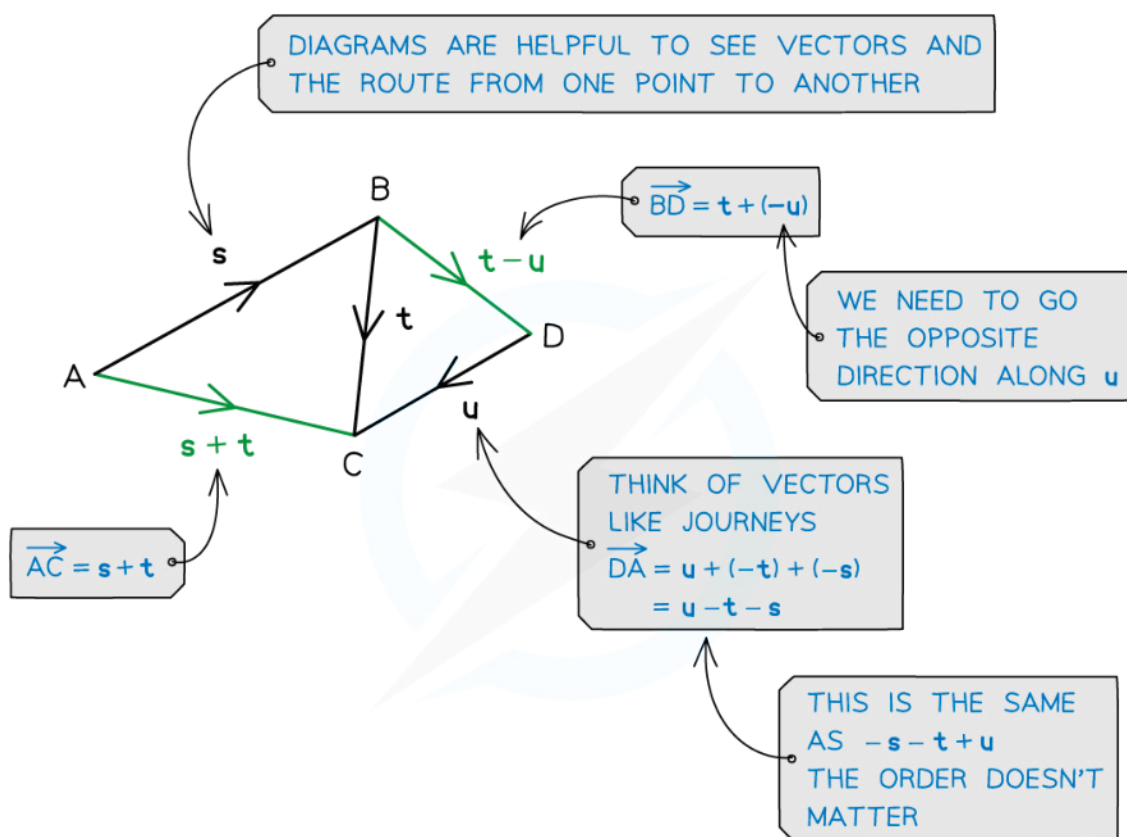 DIAGRAMS ARE HELPFUL TO SEE VECTORS AND
THE ROUTE FROM ONE POINT TO ANOTHER
B
BD→ = t + (−u)
s
t − u
WE NEED TO GO
THE OPPOSITE
DIRECTION ALONG u
t
D
A
u
s + t
C
THINK OF VECTORS
LIKE JOURNEYS
DA→ = u + (−t) + (−s)
= u − t − s
AC→ = s + t
THIS IS THE SAME
AS −s − t + u
THE ORDER DOESN'T
MATTER